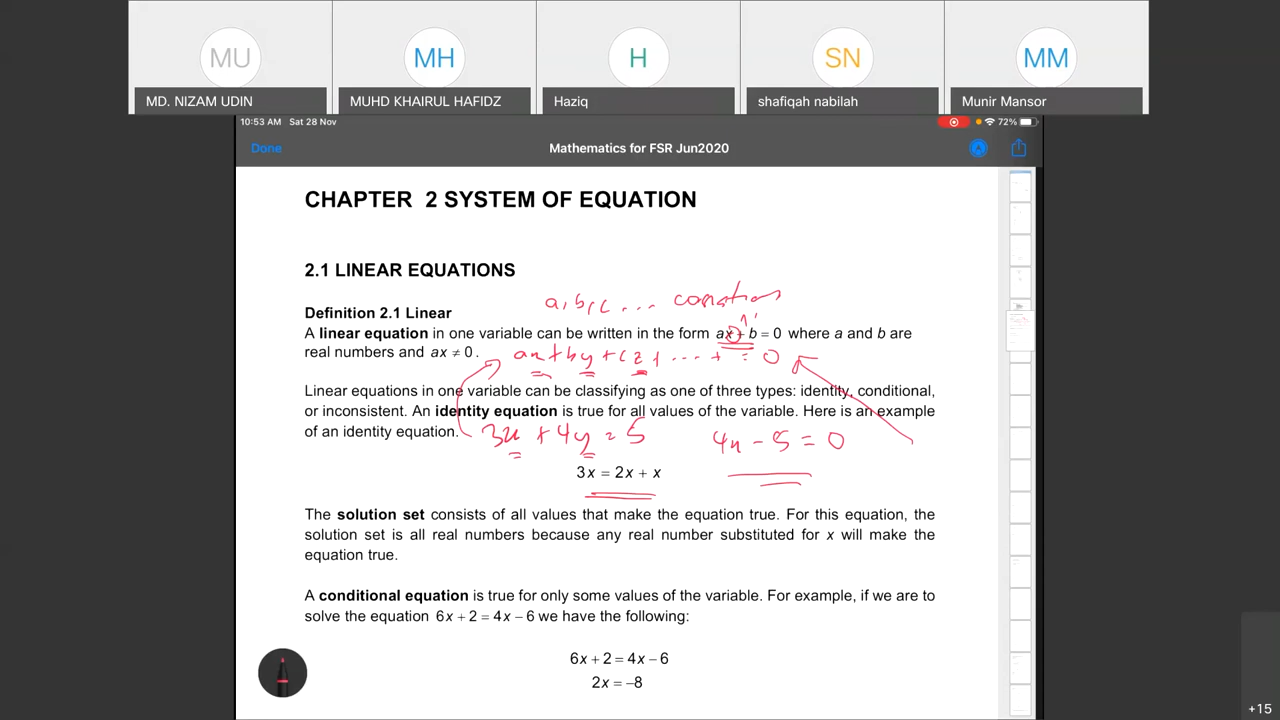 MU MH H SN MM
MD. NIZAM UDIN MUHD KHAIRUL HAFIDZ Haziq shafiqah nabilah Munir Mansor
10:53 AM Sat 28 Nov 72%
Done Mathematics for FSR Jun2020
CHAPTER 2 SYSTEM OF EQUATION
2.1 LINEAR EQUATIONS
a, b, c ... constation
Definition 2.1 Linear
A linear equation in one variable can be written in the form ax + b = 0 where a and b are
real numbers and ax ≠ 0.
ax + by + cz + ... + = 0
Linear equations in one variable can be classifying as one of three types: identity, conditional,
or inconsistent. An identity equation is true for all values of the variable. Here is an example
of an identity equation.
3x + 4y = 5 4x - 5 = 0
3x = 2x + x
The solution set consists of all values that make the equation true. For this equation, the
solution set is all real numbers because any real number substituted for x will make the
equation true.
A conditional equation is true for only some values of the variable. For example, if we are to
solve the equation 6x + 2 = 4x − 6 we have the following:
6x + 2 = 4x − 6
2x = −8
+15